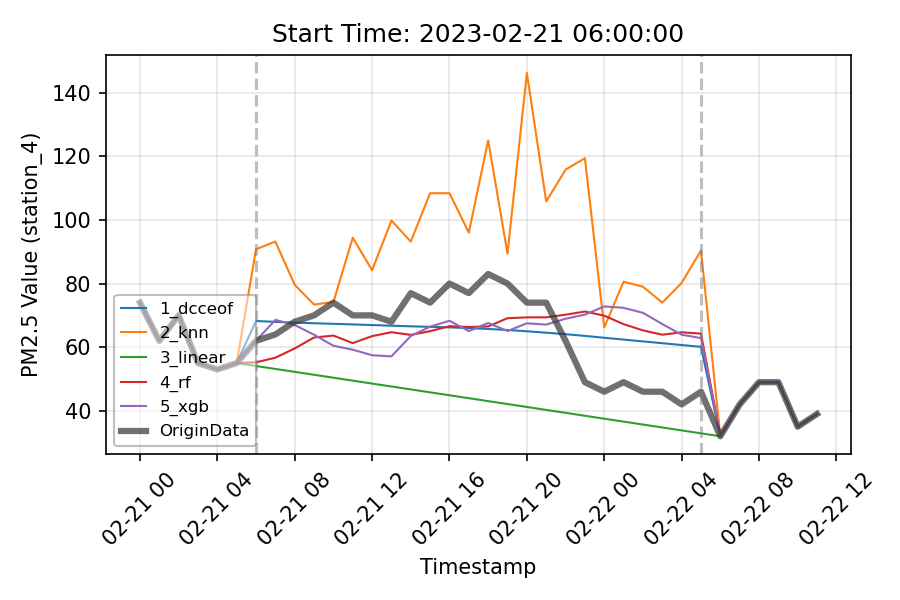 Start Time: 2023-02-21 06:00:00
PM2.5 Value (station_4)
140
120
100
80
60
40
1_dcceof
2_knn
3_linear
4_rf
5_xgb
OriginData
02-21 00
02-21 04
02-21 08
02-21 12
02-21 16
02-21 20
02-22 00
02-22 04
02-22 08
02-22 12
Timestamp